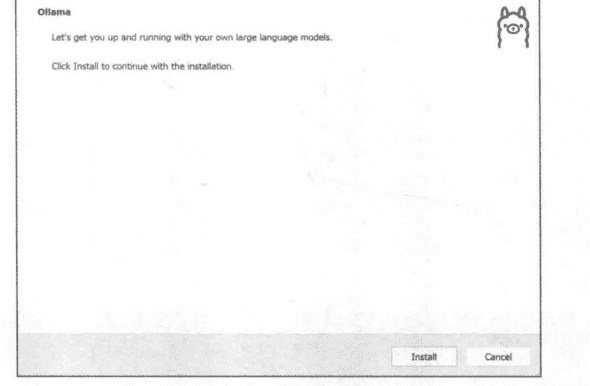 Ollama
Let's get you up and running with your own large language models.
Click Install to continue with the installation.
Install
Cancel